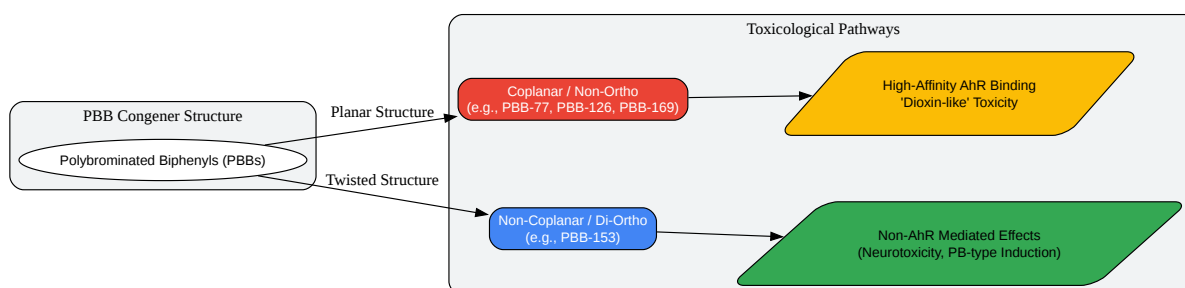 Toxicological Pathways
PBB Congener Structure
Polybrominated Biphenyls (PBBs)
Planar Structure
Twisted Structure
Coplanar / Non-Ortho
(e.g., PBB-77, PBB-126, PBB-169)
High-Affinity AhR Binding
'Dioxin-like' Toxicity
Non-Coplanar / Di-Ortho
(e.g., PBB-153)
Non-AhR Mediated Effects
(Neurotoxicity, PB-type Induction)